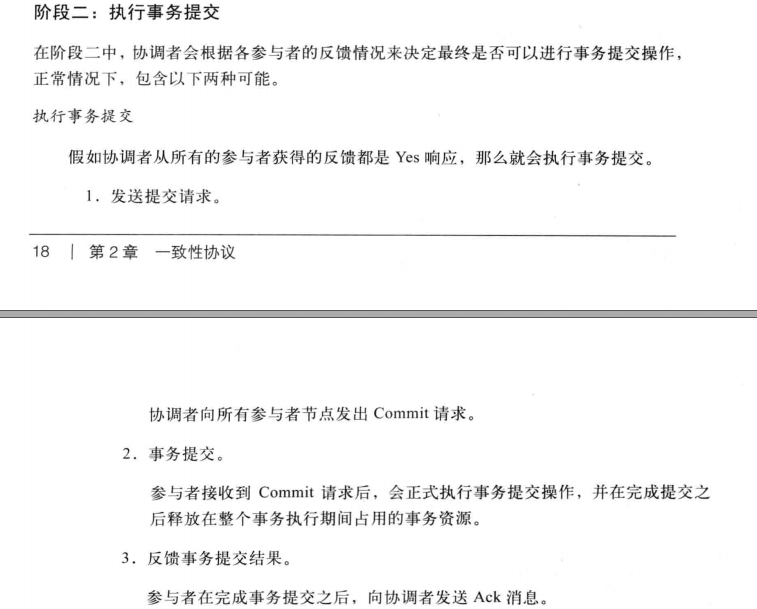 阶段二：执行事务提交
在阶段二中，协调者会根据各参与者的反馈情况来决定最终是否可以进行事务提交操作，
正常情况下，包含以下两种可能。
执行事务提交
假如协调者从所有的参与者获得的反馈都是 Yes 响应，那么就会执行事务提交。
1．发送提交请求。
18 | 第 2 章 一致性协议
协调者向所有参与者节点发出 Commit 请求。
2．事务提交。
参与者接收到 Commit 请求后，会正式执行事务提交操作，并在完成提交之
后释放在整个事务执行期间占用的事务资源。
3．反馈事务提交结果。
参与者在完成事务提交之后，向协调者发送 Ack 消息。